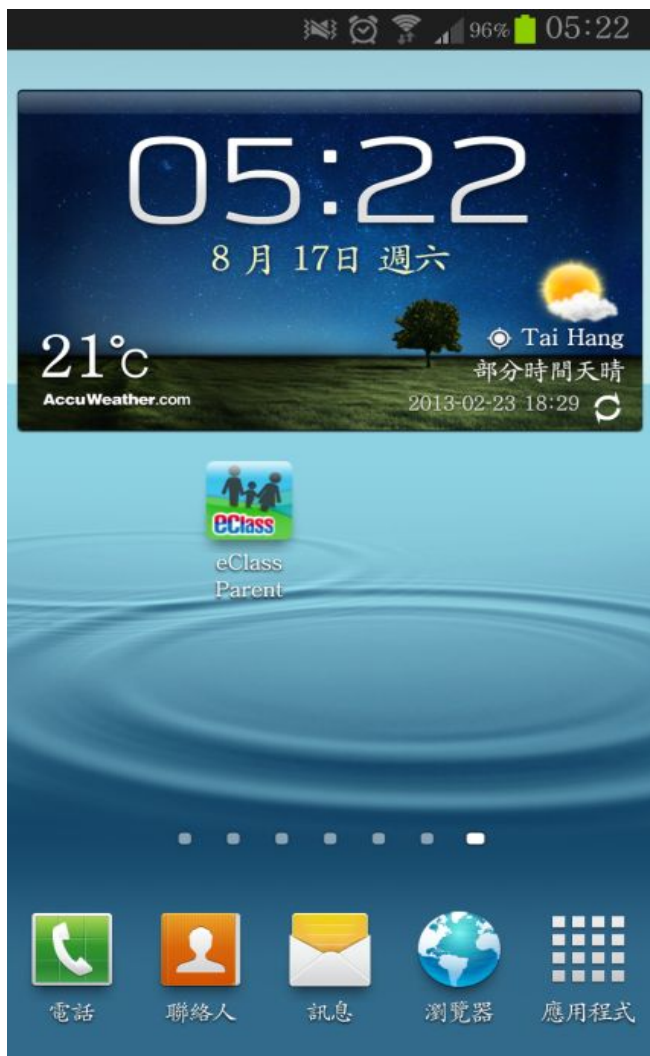 96% 05:22
05:22
8 月 17日 週六
21°C
Tai Hang
部分時間天晴
AccuWeather.com
2013-02-23 18:29
eClass
eClass
Parent
電話 聯絡人 訊息 瀏覽器 應用程式